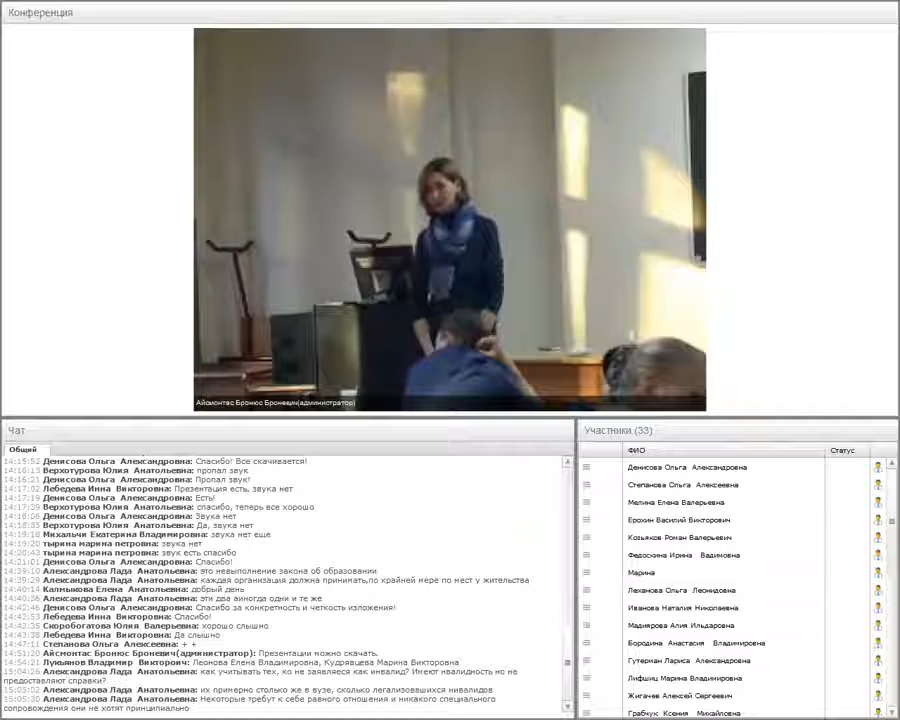 Конференция
Айсмонтас Бронюс Броневич(администратор)
Чат
Общий
14:15:52 Денисова Ольга Александровна: Спасибо! Все скачивается!
14:16:13 Верхотурова Юлия Анатольевна: пропал звук
14:16:21 Денисова Ольга Александровна: Пропал звук!
14:17:02 Лебедева Инна Викторовна: Презентация есть, звука нет
14:17:19 Денисова Ольга Александровна: Есть!
14:17:39 Верхотурова Юлия Анатольевна: спасибо, теперь все хорошо
14:18:06 Денисова Ольга Александровна: Звука нет
14:18:35 Верхотурова Юлия Анатольевна: Да, звука нет
14:19:18 Михальчи Екатерина Владимировна: звука нет еще
14:19:20 тырина марина петровна: звука нет
14:20:43 тырина марина петровна: звук есть спасибо
14:21:01 Денисова Ольга Александровна: Спасибо!
14:39:10 Александрова Лада Анатольевна: это невыполнение закона об образовании
14:39:29 Александрова Лада Анатольевна: каждая организация должна принимать,по крайней мере по мест у жительства
14:40:14 Калмыкова Елена Анатольевна: добрый день
14:40:36 Александрова Лада Анатольевна: эти два виногда одни и те же
14:42:46 Денисова Ольга Александровна: Спасибо за конкретность и четкость изложения!
14:42:53 Лебедева Инна Викторовна: Спасибо!
14:43:35 Скоробогатова Юлия Валерьевна: хорошо слышно
14:43:38 Лебедева Инна Викторовна: Да слышно
14:47:11 Степанова Ольга Алексеевна: + +
14:51:20 Айсмонтас Бронюс Броневич(администратор): Презентации можно скачать.
14:54:21 Лукьянов Владимир Викторович: Леонова Елена Владимировна, Кудрявцева Марина Викторовна
15:04:26 Александрова Лада Анатольевна: как учитывать тех, ко не заявляеся как инвалид? Имеют нвалидность но не
предоставляют справки?
15:05:02 Александрова Лада Анатольевна: их примерно столько же в вузе, сколько легализовавшихся нивалидов
15:05:30 Александрова Лада Анатольевна: Некоторые требут к себе равного отношения и никакого специального
сопровождения они не хотят принципиально
Участники (33)
ФИО Статус
Денисова Ольга Александровна
Степанова Ольга Алексеевна
Мелина Елена Валерьевна
Ерохин Василий Викторович
Козьяков Роман Валерьевич
Федоскина Ирина Вадимовна
Марина
Леханова Ольга Леонидовна
Иванова Наталия Николаевна
Мадиярова Алия Ильдаровна
Бородина Анастасия Владимировна
Гутерман Лариса Александровна
Лифшиц Марина Владимировна
Жигачев Алексей Сергеевич
Грабчук Ксения Михайловна